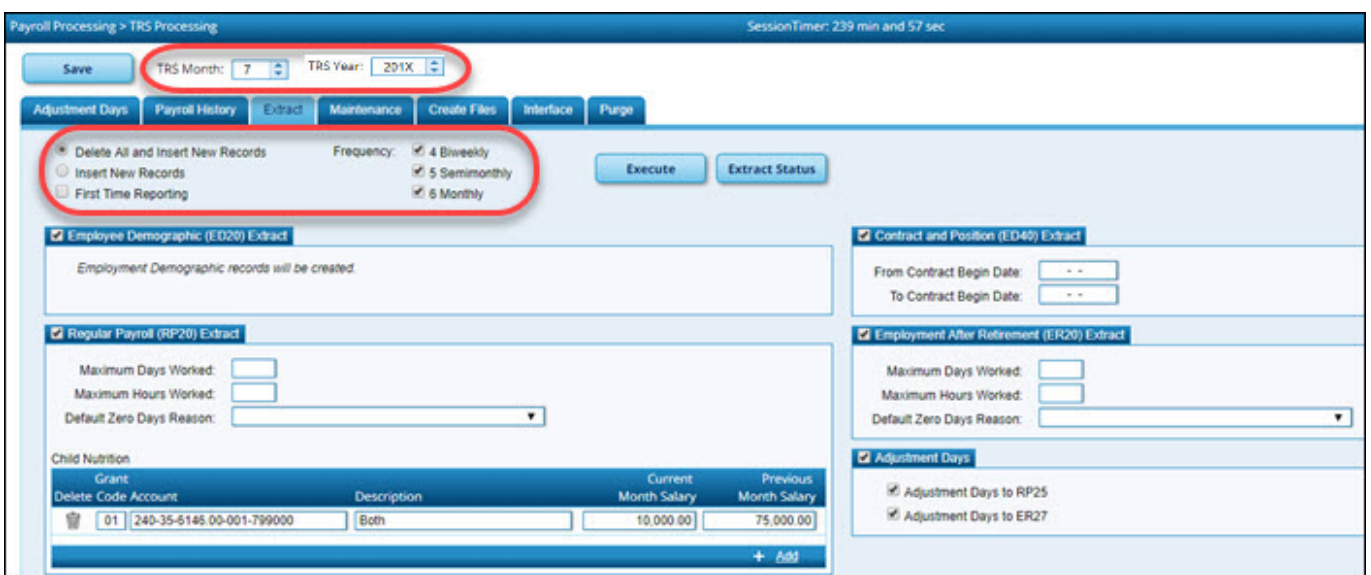 Payroll Processing > TRS Processing SessionTimer: 239 min and 57 sec
Save TRS Month: 7 TRS Year: 201X
Adjustment Days Payroll History Extract Maintenance Create Files Interface Purge
Delete All and Insert New Records Frequency: 4 Biweekly
Insert New Records 5 Semimonthly Execute Extract Status
First Time Reporting 6 Monthly
Employee Demographic (ED20) Extract
Employment Demographic records will be created.
Contract and Position (ED40) Extract
From Contract Begin Date: - -
To Contract Begin Date: - -
Regular Payroll (RP20) Extract
Maximum Days Worked:
Maximum Hours Worked:
Default Zero Days Reason:
Employment After Retirement (ER20) Extract
Maximum Days Worked:
Maximum Hours Worked:
Default Zero Days Reason:
Child Nutrition
Grant Current Previous
Delete Code Account Description Month Salary Month Salary
01 240-35-6146.00-001-799000 Both 10,000.00 75,000.00
+ Add
Adjustment Days
Adjustment Days to RP25
Adjustment Days to ER27